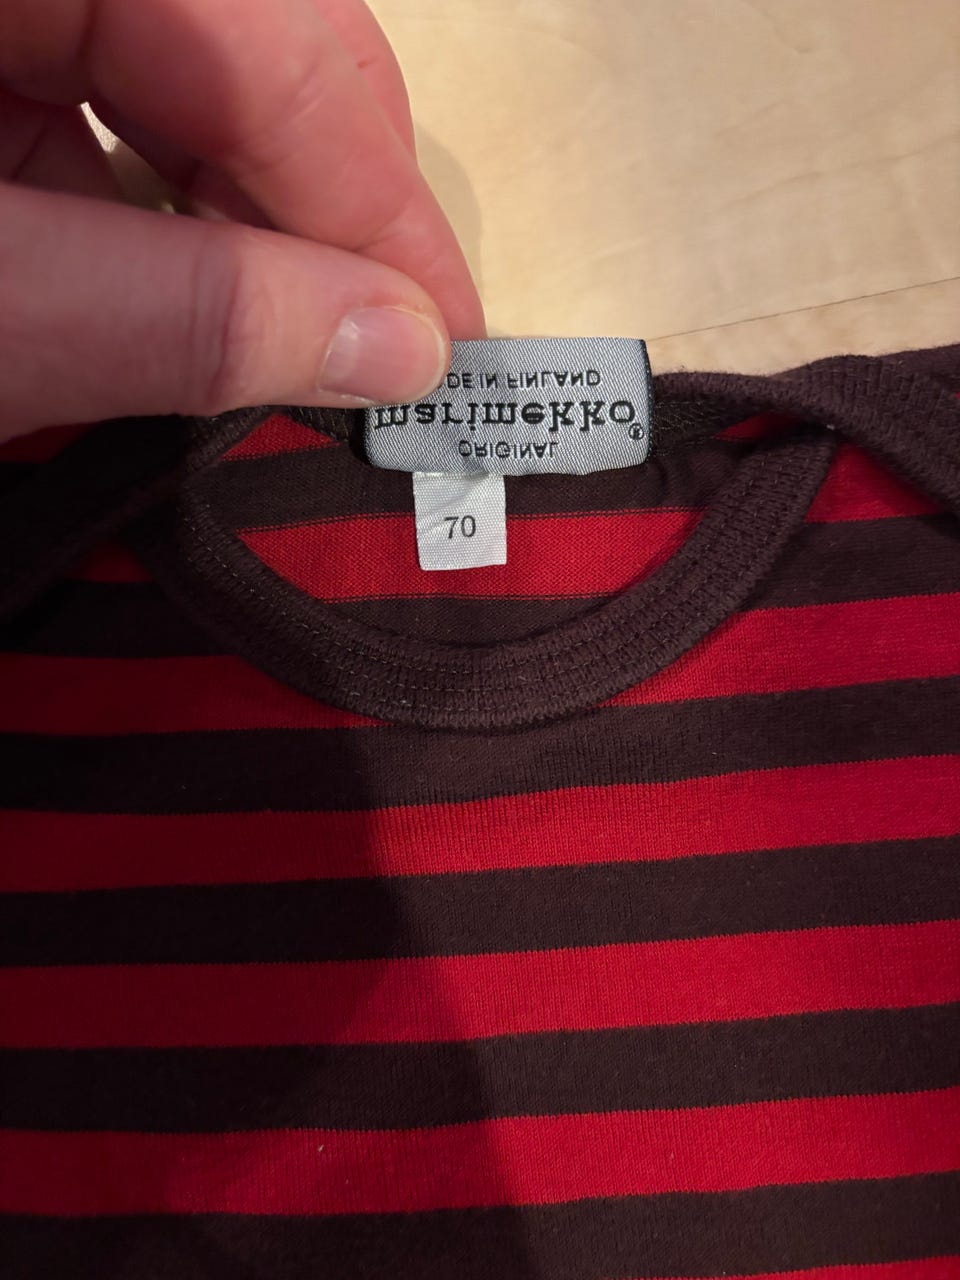 ORIGINAL
marimekko®
DE IN FINLAND
70